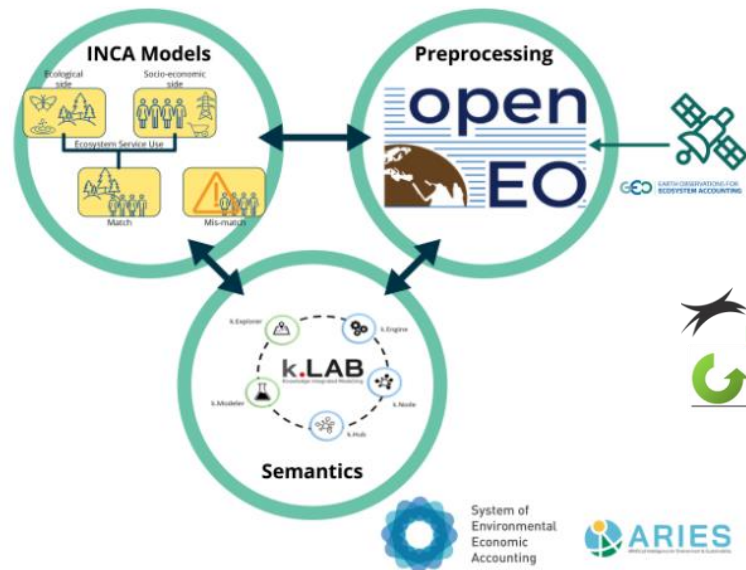 INCA Models
Ecological
side
Socio-economic
side
Ecosystem Service Use
Match
Mis-match
Preprocessing
open
EO
GEO EARTH OBSERVATIONS FOR
ECOSYSTEM ACCOUNTING
k.Explorer
k.Engine
k.LAB
Knowledge Integrated Modelling
k.Modeler
k.Node
k.Hub
Semantics
System of
Environmental
Economic
Accounting
ARIES